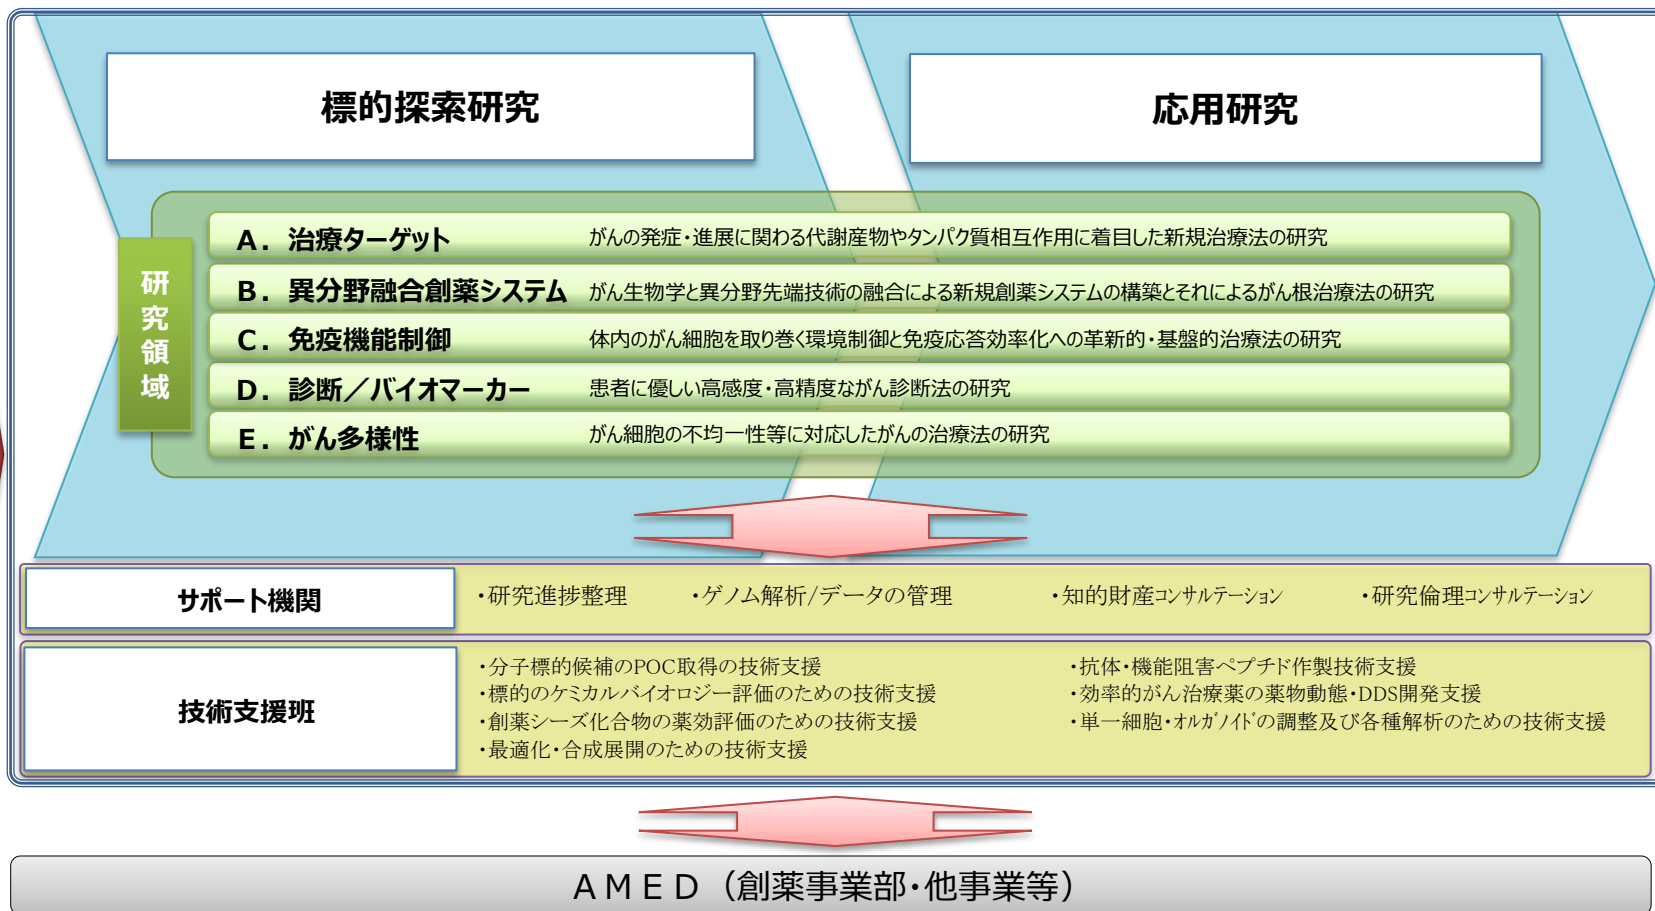 標的探索研究
応用研究
研究領域
A．治療ターゲット
がんの発症・進展に関わる代謝産物やタンパク質相互作用に着目した新規治療法の研究
B．異分野融合創薬システム
がん生物学と異分野先端技術の融合による新規創薬システムの構築とそれによるがん根治療法の研究
C．免疫機能制御
体内のがん細胞を取り巻く環境制御と免疫応答効率化への革新的・基盤的治療法の研究
D．診断／バイオマーカー
患者に優しい高感度・高精度ながん診断法の研究
E．がん多様性
がん細胞の不均一性等に対応したがんの治療法の研究
サポート機関
・研究進捗整理
・ゲノム解析/データの管理
・知的財産コンサルテーション
・研究倫理コンサルテーション
技術支援班
・分子標的候補のPOC取得の技術支援
・標的のケミカルバイオロジー評価のための技術支援
・創薬シーズ化合物の薬効評価のための技術支援
・最適化・合成展開のための技術支援
・抗体・機能阻害ペプチド作製技術支援
・効率的がん治療薬の薬物動態・DDS開発支援
・単一細胞・オルガノイドの調整及び各種解析のための技術支援
ＡＭＥＤ（創薬事業部・他事業等）